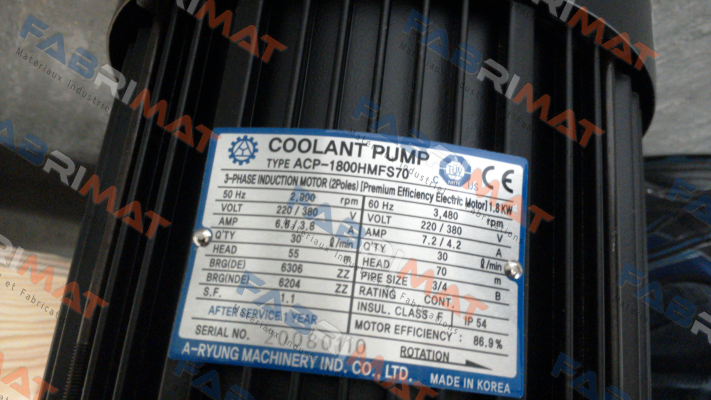 COOLANT PUMP
TYPE ACP-1800HMFS70
TÜV
C US
CE
3-PHASE INDUCTION MOTOR (2Poles) [Premium Efficiency Electric Motor] 1.8 KW
50 Hz 2,900 rpm 60 Hz 3,480 rpm
VOLT 220 / 380 V VOLT 220 / 380 V
AMP 6.6 / 3.8 A AMP 7.2 / 4.2 A
Q'TY 30 ℓ/min Q'TY 30 ℓ/min
HEAD 55 m HEAD 70 m
BRG(DE) 6306 ZZ PIPE SIZE 3/4 B
BRG(NDE) 6204 ZZ RATING CONT.
S.F. 1.1 INSUL. CLASS F IP 54
AFTER SERVICE 1 YEAR MOTOR EFFICIENCY : 86.9%
SERIAL NO. 20080110 ROTATION
A-RYUNG MACHINERY IND. CO., LTD. MADE IN KOREA
FABRIMAT